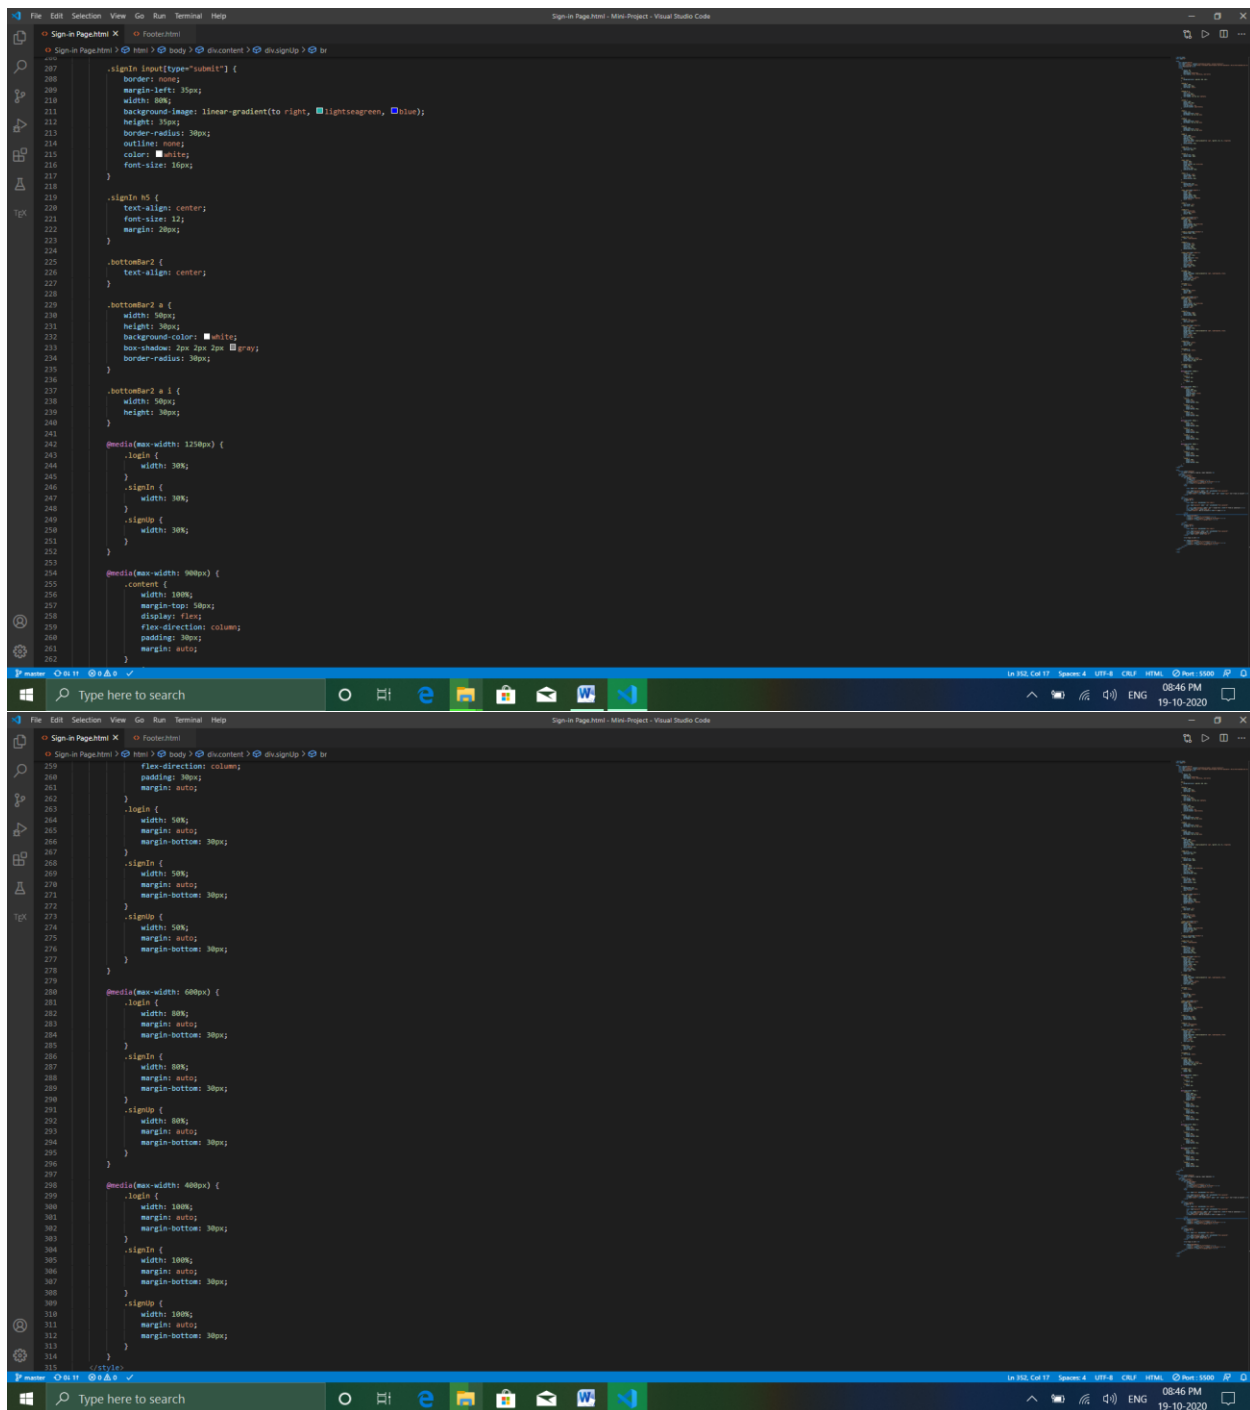 File Edit Selection View Go Run Terminal Help Sign-in Page.html - Mini-Project - Visual Studio Code
Sign-in Page.html Footer.html
Sign-in Page.html > html > body > div.content > div.signUp > br
206
207 .signIn input[type="submit"] {
208 border: none;
209 margin-left: 35px;
210 width: 80%;
211 background-image: linear-gradient(to right, lightseagreen, blue);
212 height: 35px;
213 border-radius: 30px;
214 outline: none;
215 color: white;
216 font-size: 16px;
217 }
218
219 .signIn h5 {
220 text-align: center;
221 font-size: 12;
222 margin: 20px;
223 }
224
225 .bottomBar2 {
226 text-align: center;
227 }
228
229 .bottomBar2 a {
230 width: 50px;
231 height: 30px;
232 background-color: white;
233 box-shadow: 2px 2px 2px gray;
234 border-radius: 30px;
235 }
236
237 .bottomBar2 a i {
238 width: 50px;
239 height: 30px;
240 }
241
242 @media(max-width: 1250px) {
243 .login {
244 width: 30%;
245 }
246 .signIn {
247 width: 30%;
248 }
249 .signUp {
250 width: 30%;
251 }
252 }
253
254 @media(max-width: 900px) {
255 .content {
256 width: 100%;
257 margin-top: 50px;
258 display: flex;
259 flex-direction: column;
260 padding: 30px;
261 margin: auto;
262 }
master 0↓ 1↑ 0 0 Ln 352, Col 17 Spaces: 4 UTF-8 CRLF HTML Port : 5500
Type here to search ENG 08:46 PM
19-10-2020
File Edit Selection View Go Run Terminal Help Sign-in Page.html - Mini-Project - Visual Studio Code
Sign-in Page.html Footer.html
Sign-in Page.html > html > body > div.content > div.signUp > br
259 flex-direction: column;
260 padding: 30px;
261 margin: auto;
262 }
263 .login {
264 width: 50%;
265 margin: auto;
266 margin-bottom: 30px;
267 }
268 .signIn {
269 width: 50%;
270 margin: auto;
271 margin-bottom: 30px;
272 }
273 .signUp {
274 width: 50%;
275 margin: auto;
276 margin-bottom: 30px;
277 }
278 }
279
280 @media(max-width: 600px) {
281 .login {
282 width: 80%;
283 margin: auto;
284 margin-bottom: 30px;
285 }
286 .signIn {
287 width: 80%;
288 margin: auto;
289 margin-bottom: 30px;
290 }
291 .signUp {
292 width: 80%;
293 margin: auto;
294 margin-bottom: 30px;
295 }
296 }
297
298 @media(max-width: 400px) {
299 .login {
300 width: 100%;
301 margin: auto;
302 margin-bottom: 30px;
303 }
304 .signIn {
305 width: 100%;
306 margin: auto;
307 margin-bottom: 30px;
308 }
309 .signUp {
310 width: 100%;
311 margin: auto;
312 margin-bottom: 30px;
313 }
314 }
315 </style>
master 0↓ 1↑ 0 0 Ln 352, Col 17 Spaces: 4 UTF-8 CRLF HTML Port : 5500
Type here to search ENG 08:46 PM
19-10-2020